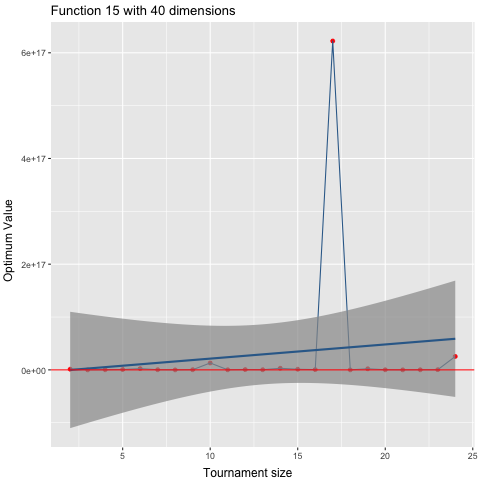 Function 15 with 40 dimensions
Optimum Value
6e+17
4e+17
2e+17
0e+00
5
10
15
20
25
Tournament size